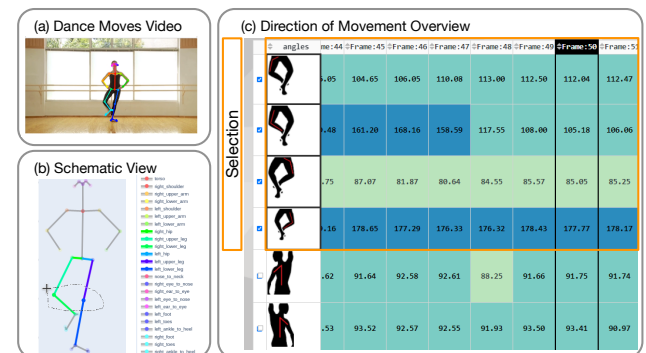 (a) Dance Moves Video
(b) Schematic View
torso
right_shoulder
right_upper_arm
right_lower_arm
left_shoulder
left_upper_arm
left_lower_arm
right_hip
right_upper_leg
right_lower_leg
left_hip
left_upper_leg
left_lower_leg
nose_to_neck
right_eye_to_nose
right_ear_to_eye
left_eye_to_nose
left_ear_to_eye
left_foot
left_toes
left_ankle_to_heel
right_foot
right_toes
right_ankle_to_heel
(c) Direction of Movement Overview
Selection
angles me:44 Frame:45 Frame:46 Frame:47 Frame:48 Frame:49 Frame:50 Frame:51
.05 104.65 106.05 110.08 113.00 112.50 112.04 112.47
.48 161.20 168.16 158.59 117.55 108.00 105.18 106.06
.75 87.07 81.87 80.64 84.55 85.57 85.05 85.25
.16 178.65 177.29 176.33 176.32 178.43 177.77 178.17
.62 91.64 92.58 92.61 88.25 91.66 91.75 91.74
.53 93.52 92.57 92.55 91.93 93.50 93.41 90.97